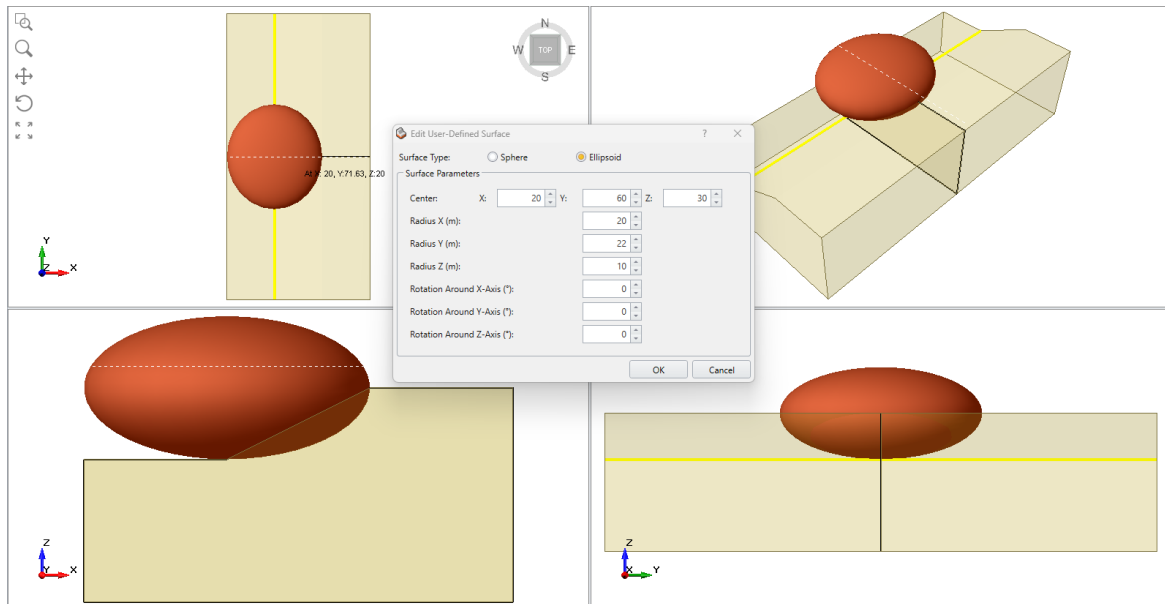 N
W TOP E
S
At X: 20, Y:71.63, Z:20
Y
Z X
Edit User-Defined Surface ? ×
Surface Type: Sphere Ellipsoid
Surface Parameters
Center: X: 20 Y: 60 Z: 30
Radius X (m): 20
Radius Y (m): 22
Radius Z (m): 10
Rotation Around X-Axis (°): 0
Rotation Around Y-Axis (°): 0
Rotation Around Z-Axis (°): 0
OK Cancel
Z
Y X
Z
X Y